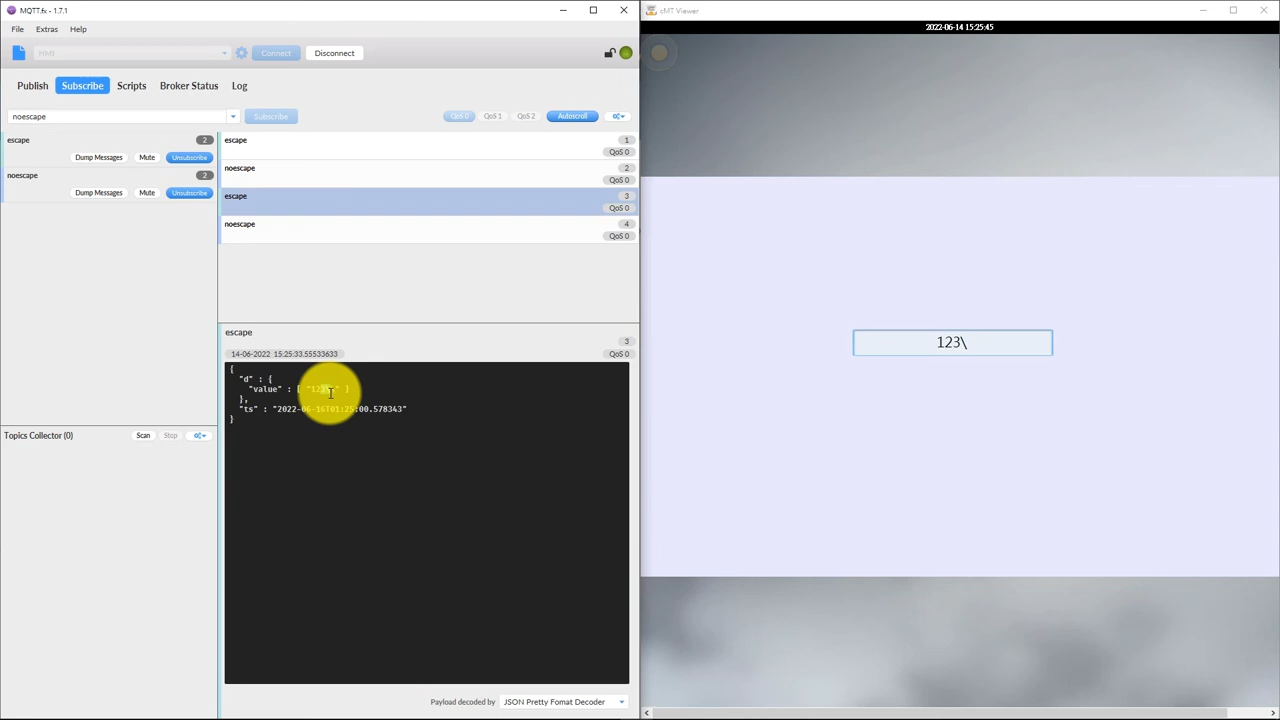 MQTT.fx - 1.7.1
File Extras Help
HMI
Connect
Disconnect
Publish Subscribe Scripts Broker Status Log
noescape
Subscribe
QoS 0 QoS 1 QoS 2 Autoscroll
escape 2
Dump Messages Mute Unsubscribe
noescape 2
Dump Messages Mute Unsubscribe
Topics Collector (0) Scan Stop
escape 1
QoS 0
noescape 2
QoS 0
escape 3
QoS 0
noescape 4
QoS 0
escape
3
14-06-2022 15:25:33.55533633
QoS 0
{
"d" : {
"value" : [
},
"ts" : "2022-06-16T01:25:00.578343"
}
Payload decoded by JSON Pretty Fomat Decoder
cMT Viewer
2022-06-14 15:25:45
123\